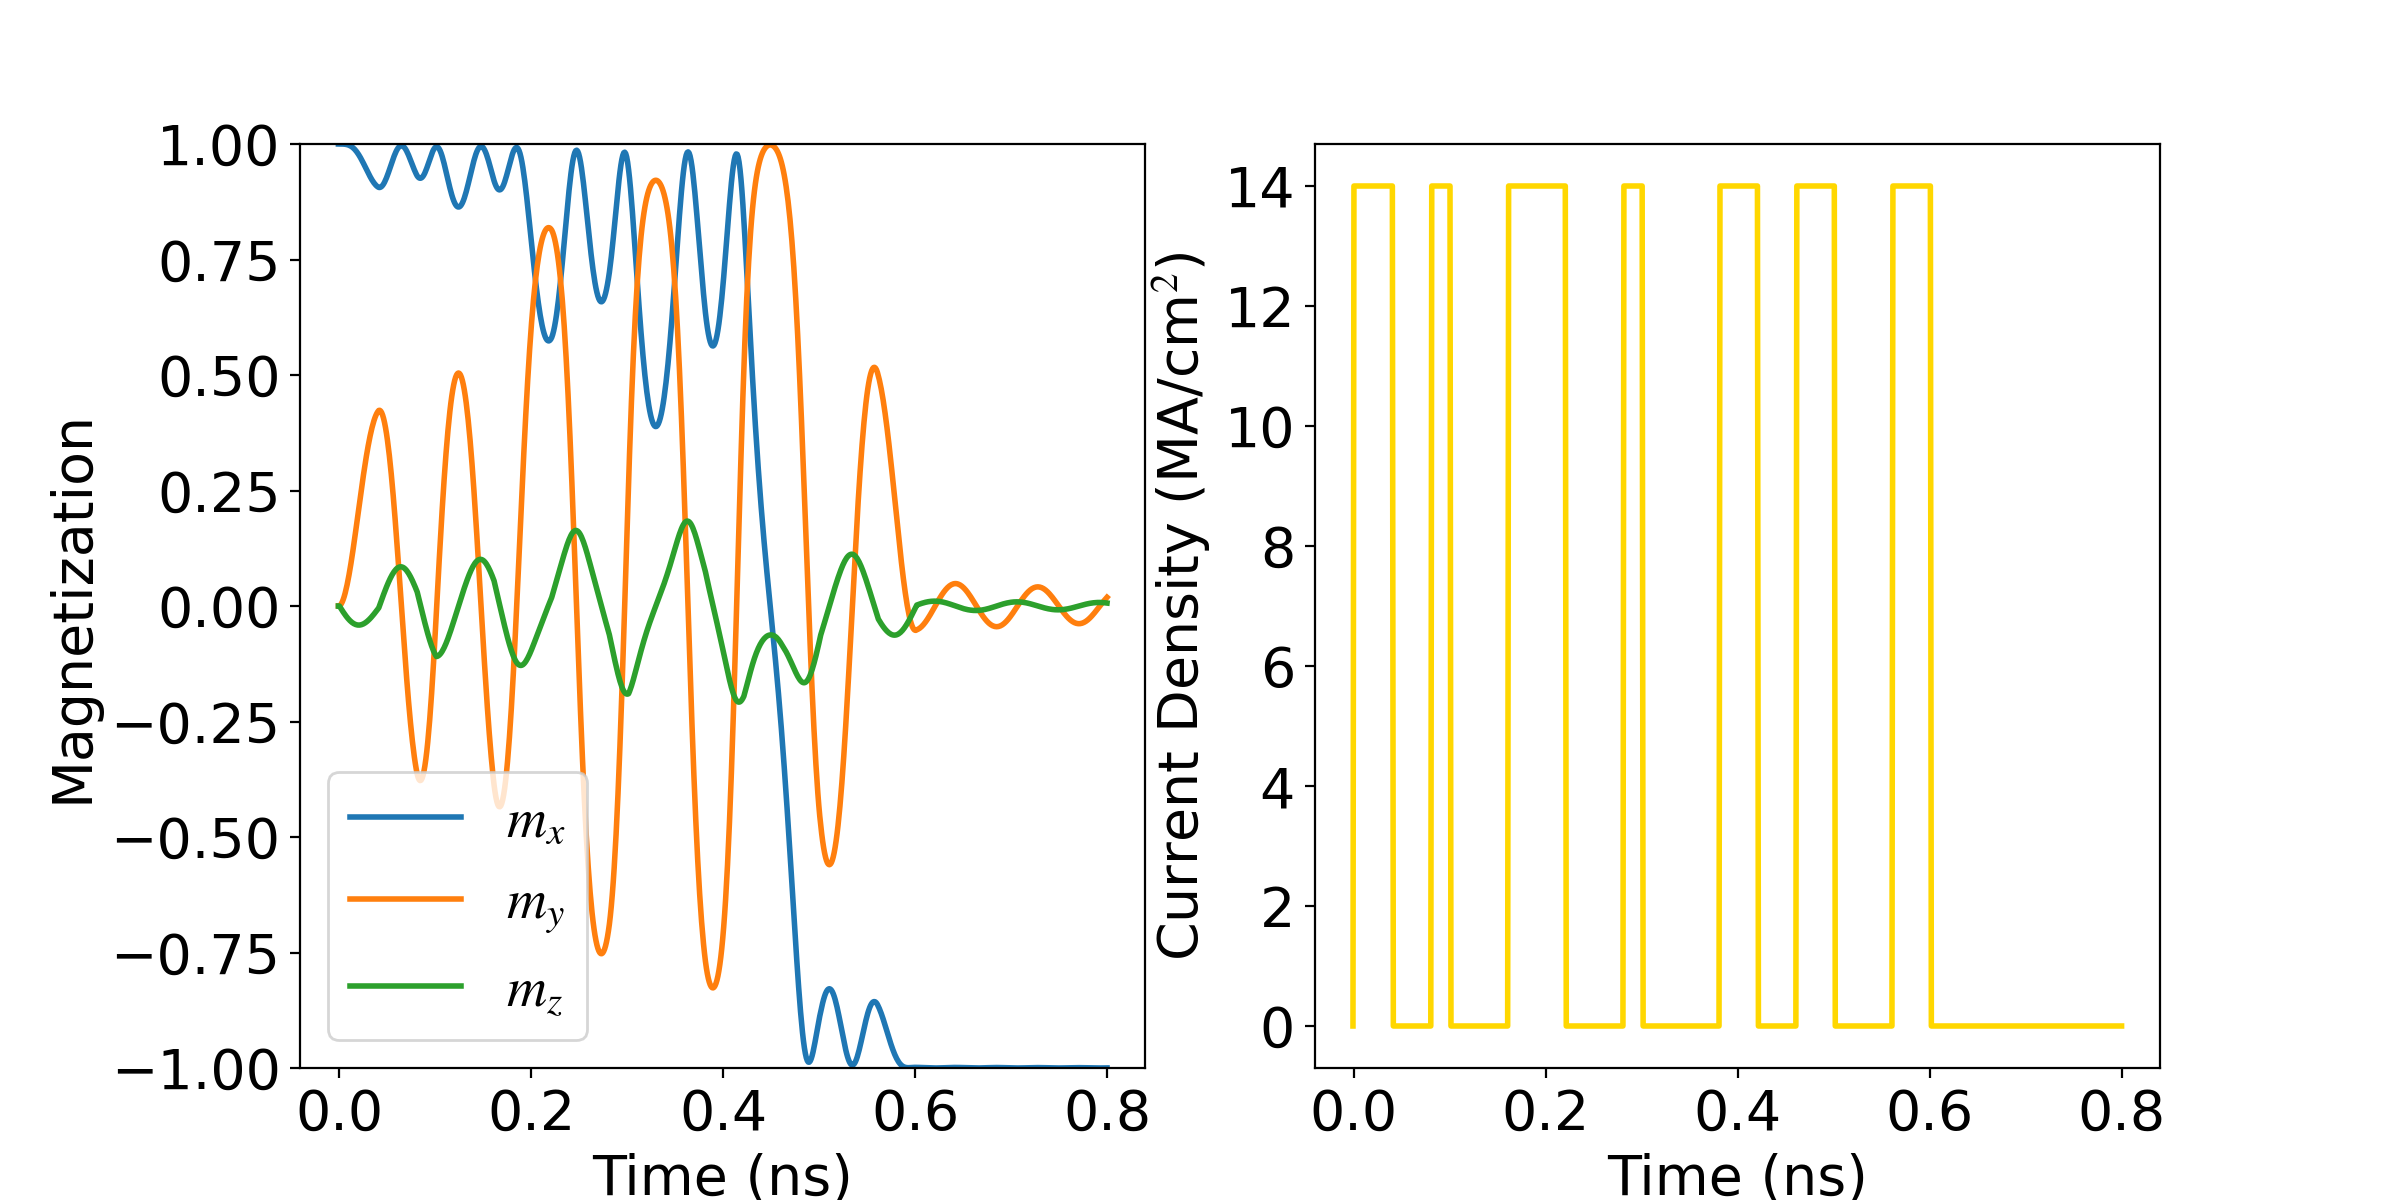 Magnetization
1.00
0.75
0.50
0.25
0.00
−0.25
−0.50
−0.75
−1.00
m_x
m_y
m_z
0.0 0.2 0.4 0.6 0.8
Time (ns)
Current Density (MA/cm²)
14
12
10
8
6
4
2
0
0.0 0.2 0.4 0.6 0.8
Time (ns)